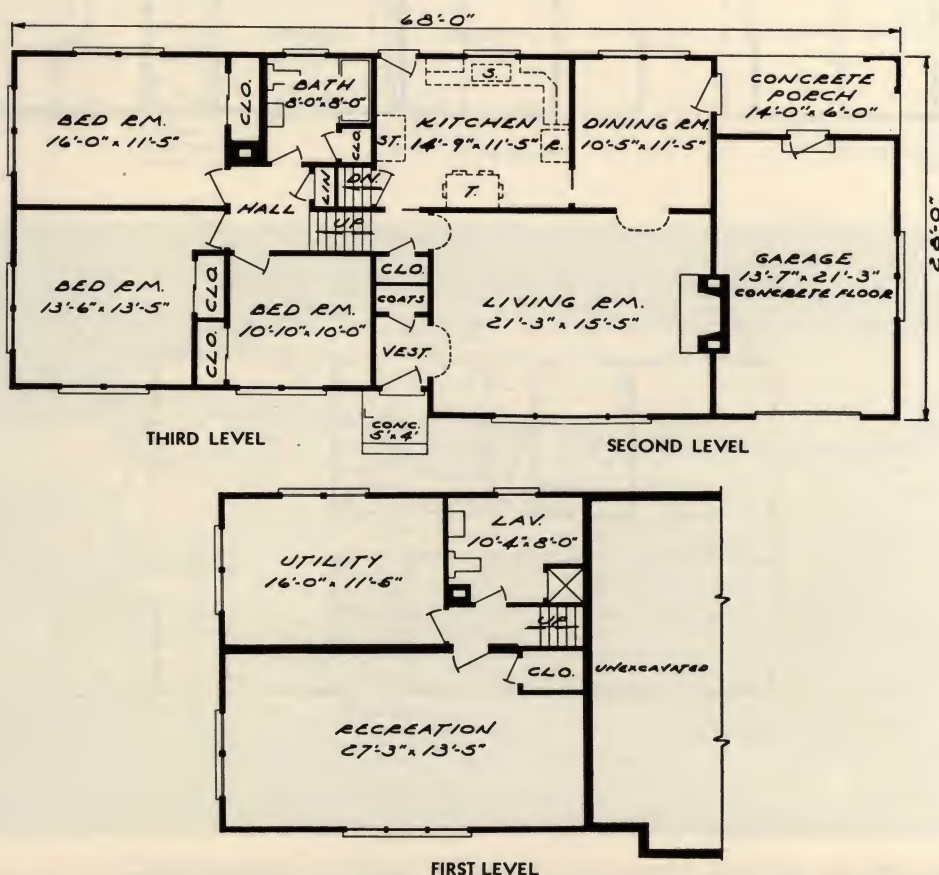 68'-0"
BED RM.
16'-0" x 11'-5"
CLO.
BATH
8'-0" x 8'-0"
CLO.
ST.
KITCHEN
14'-9" x 11'-5"
S.
R.
T.
DINING RM.
10'-5" x 11'-5"
CONCRETE
PORCH
14'-0" x 6'-0"
28'-0"
HALL
LIN
DN.
UP
BED RM.
13'-6" x 13'-5"
CLO.
CLO.
BED RM.
10'-10" x 10'-0"
CLO.
COATS
VEST.
CONC.
5' x 4'
LIVING RM.
21'-3" x 15'-5"
GARAGE
13'-7" x 21'-3"
CONCRETE FLOOR
THIRD LEVEL
SECOND LEVEL
UTILITY
16'-0" x 11'-5"
LAV.
10'-4" x 8'-0"
UP
CLO.
UNEXCAVATED
RECREATION
27'-3" x 13'-5"
FIRST LEVEL